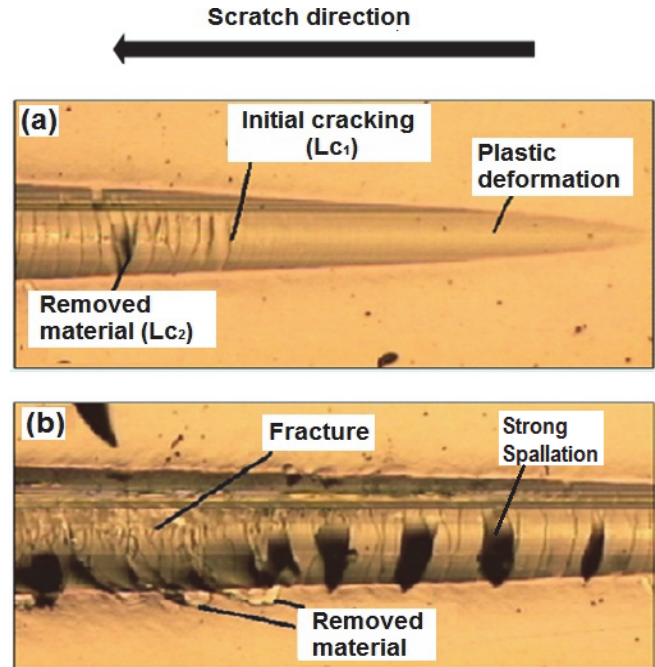 Scratch direction
(a)
Initial cracking
(Lc₁)
Plastic
deformation
Removed
material (Lc₂)
(b)
Fracture
Strong
Spallation
Removed
material